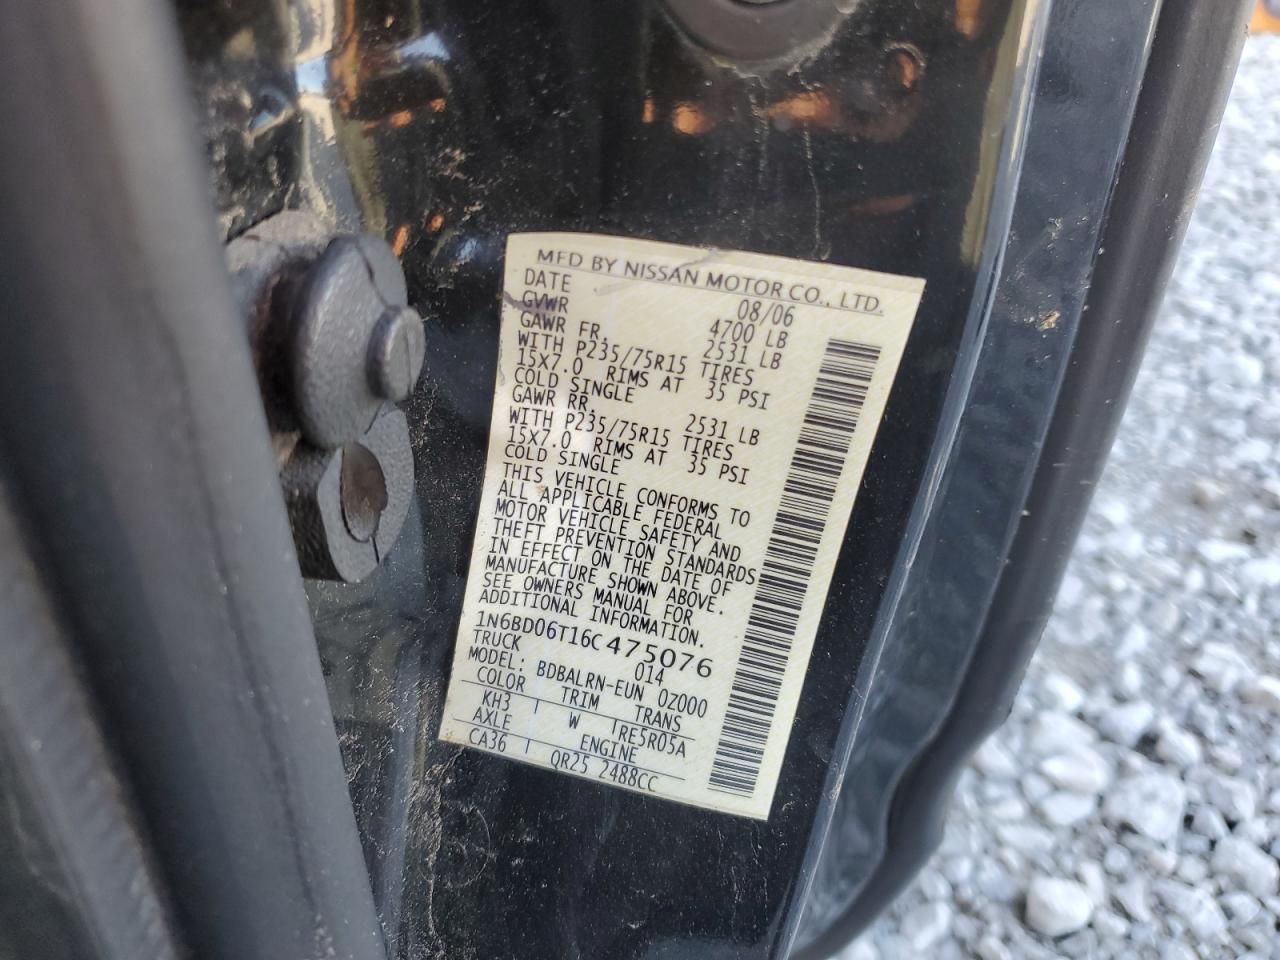 MFD BY NISSAN MOTOR CO., LTD.
DATE 08/06
GVWR 4700 LB
GAWR FR. 2531 LB
WITH P235/75R15 TIRES
15X7.0 RIMS AT 35 PSI
COLD SINGLE
GAWR RR. 2531 LB
WITH P235/75R15 TIRES
15X7.0 RIMS AT 35 PSI
COLD SINGLE
THIS VEHICLE CONFORMS TO
ALL APPLICABLE FEDERAL
MOTOR VEHICLE SAFETY AND
THEFT PREVENTION STANDARDS
IN EFFECT ON THE DATE OF
MANUFACTURE SHOWN ABOVE.
SEE OWNERS MANUAL FOR
ADDITIONAL INFORMATION.
1N6BD06T16C475076
TRUCK 014
MODEL: BDBALRN-EUN 0Z000
COLOR TRIM TRANS
KH3 W RE5R05A
AXLE ENGINE
CA36 QR25 2488CC